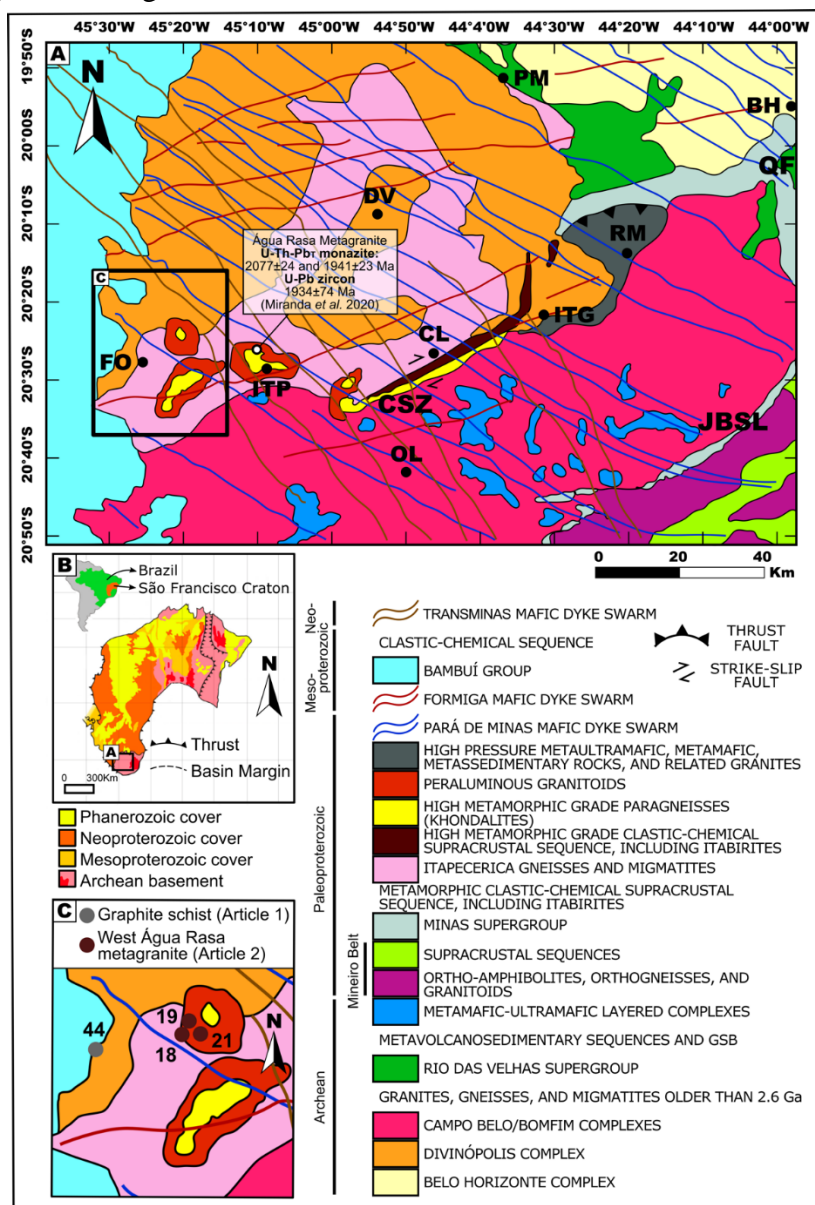 45°30'W 45°20'W 45°10'W 45°00'W 44°50'W 44°40'W 44°30'W 44°20'W 44°10'W 44°00'W
A
N
19°50'S
20°00'S
20°10'S
20°20'S
20°30'S
20°40'S
20°50'S
PM
BH
QF
DV
RM
Água Rasa Metagranite
U-Th-PbT monazite:
2077±24 and 1941±23 Ma
U-Pb zircon
1934±74 Ma
(Miranda et al. 2020)
C
CL
ITG
FO
ITP
CSZ
JBSL
OL
0 20 40
Km
B
Brazil
São Francisco Craton
N
Thrust
Basin Margin
A
0 300Km
Phanerozoic cover
Neoproterozoic cover
Mesoproterozoic cover
Archean basement
C
Graphite schist (Article 1)
West Água Rasa
metagranite (Article 2)
N
44
19
18
21
Neo-
Meso-
proterozoic
Paleoproterozoic
Mineiro Belt
Archean
TRANSMINAS MAFIC DYKE SWARM
CLASTIC-CHEMICAL SEQUENCE
BAMBUÍ GROUP
FORMIGA MAFIC DYKE SWARM
PARÁ DE MINAS MAFIC DYKE SWARM
HIGH PRESSURE METAULTRAMAFIC, METAMAFIC,
METASSEDIMENTARY ROCKS, AND RELATED GRANITES
PERALUMINOUS GRANITOIDS
HIGH METAMORPHIC GRADE PARAGNEISSES
(KHONDALITES)
HIGH METAMORPHIC GRADE CLASTIC-CHEMICAL
SUPRACRUSTAL SEQUENCE, INCLUDING ITABIRITES
ITAPECERICA GNEISSES AND MIGMATITES
METAMORPHIC CLASTIC-CHEMICAL SUPRACRUSTAL
SEQUENCE, INCLUDING ITABIRITES
MINAS SUPERGROUP
SUPRACRUSTAL SEQUENCES
ORTHO-AMPHIBOLITES, ORTHOGNEISSES, AND
GRANITOIDS
METAMAFIC-ULTRAMAFIC LAYERED COMPLEXES
METAVOLCANOSEDIMENTARY SEQUENCES AND GSB
RIO DAS VELHAS SUPERGROUP
GRANITES, GNEISSES, AND MIGMATITES OLDER THAN 2.6 Ga
CAMPO BELO/BOMFIM COMPLEXES
DIVINÓPOLIS COMPLEX
BELO HORIZONTE COMPLEX
THRUST
FAULT
STRIKE-SLIP
FAULT